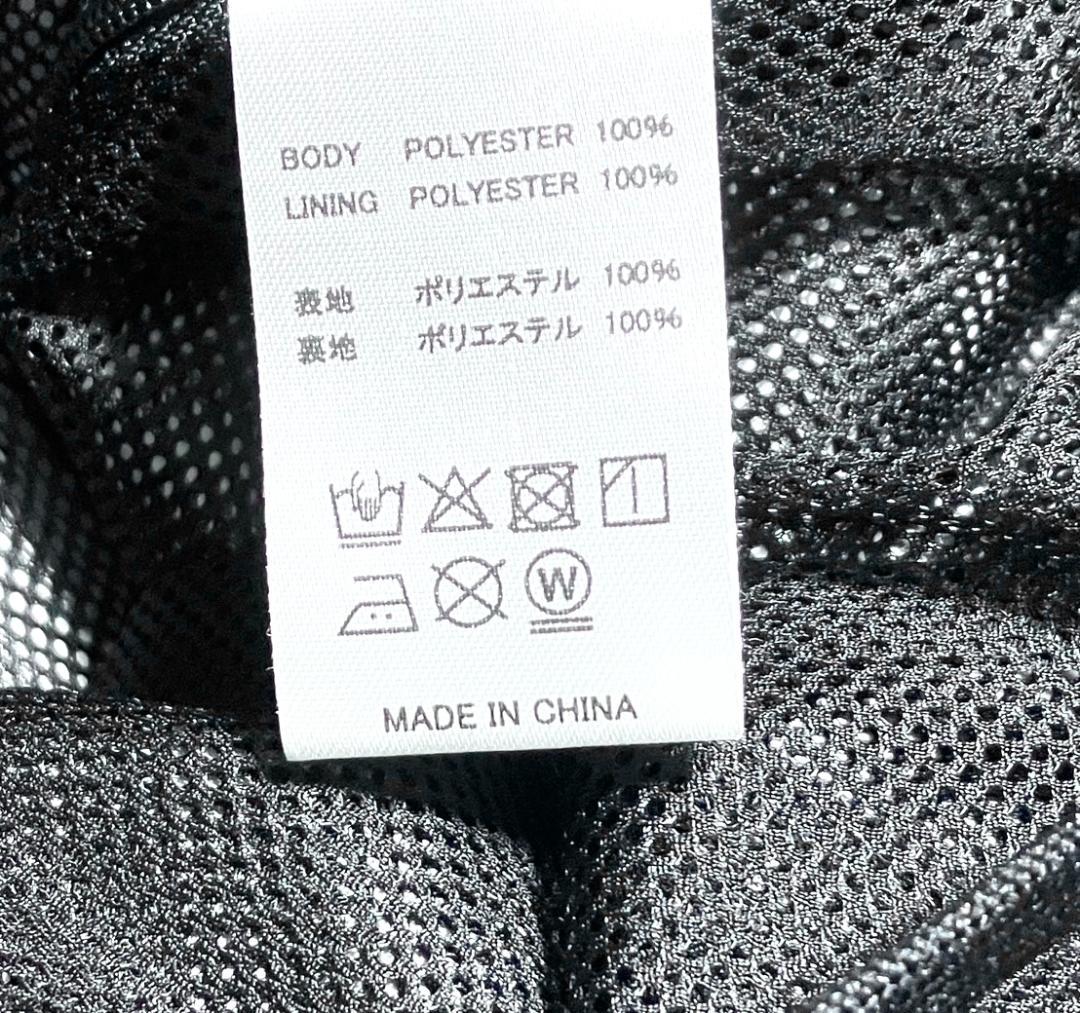 BODY POLYESTER 100%
LINING POLYESTER 100%
表地 ポリエステル 100%
裏地 ポリエステル 100%
W
MADE IN CHINA